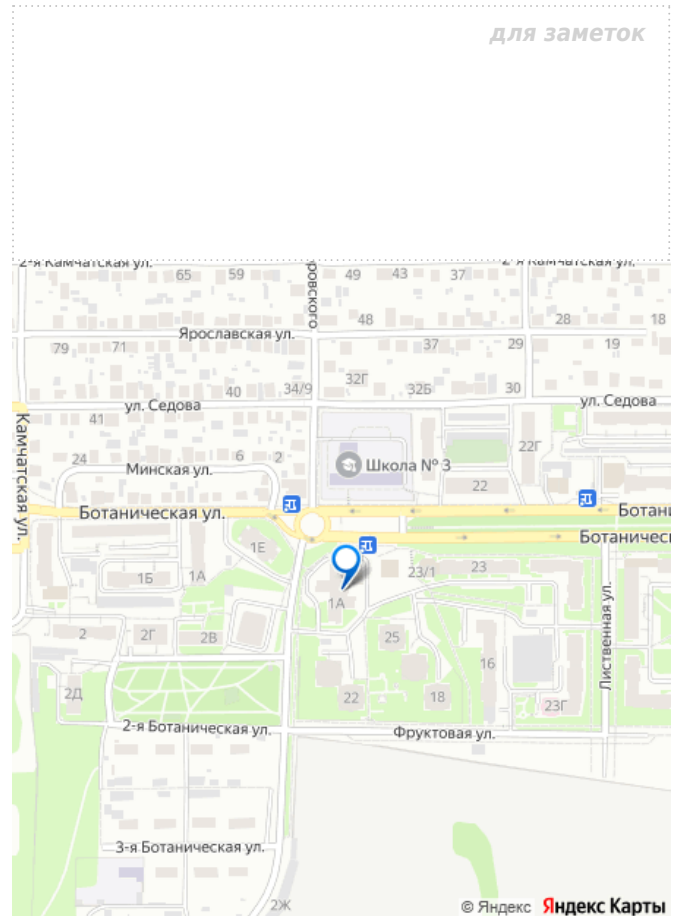 для заметок
2-я Камчатская ул.
2-я Камчатская ул.
65
59
ровского
49
43
37
48
28
18
Ярославская ул.
79
71
37
29
19
32Г
40
34/9
32Б
30
ул. Седова
ул. Седова
41
Камчатская ул.
22Г
24
6
2
Минская ул.
Школа № 3
22
Ботаническая ул.
Ботани
Ботаническ
1Е
1Б
1А
23/1
23
1А
Лиственная ул.
2
2Г
2В
25
16
2Д
22
18
23Г
2-я Ботаническая ул.
Фруктовая ул.
3-я Ботаническая ул.
2Ж
© Яндекс Яндекс Карты